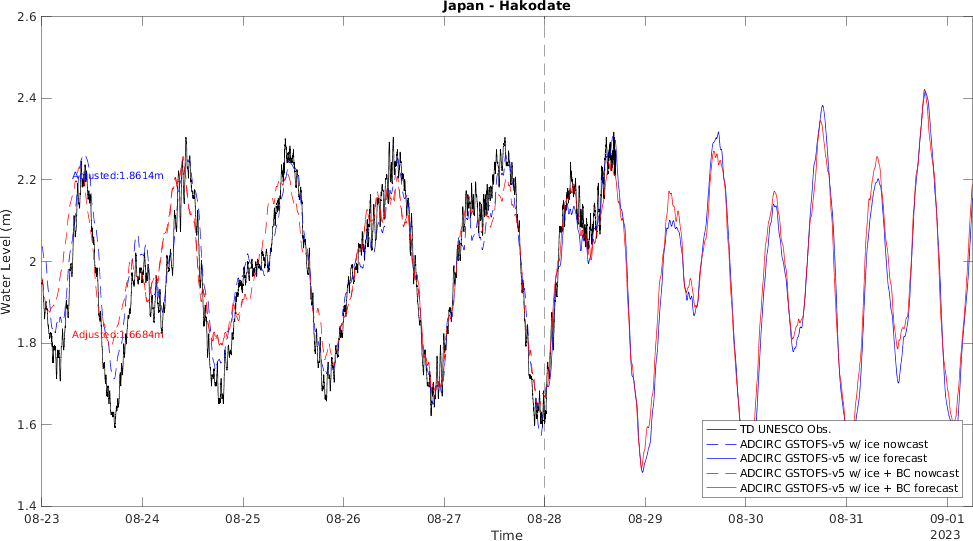 Japan - Hakodate
2.6
2.4
2.2
2
1.8
1.6
1.4
Water Level (m)
Adjusted:1.8614m
Adjusted:1.6684m
TD UNESCO Obs.
ADCIRC GSTOFS-v5 w/ ice nowcast
ADCIRC GSTOFS-v5 w/ ice forecast
ADCIRC GSTOFS-v5 w/ ice + BC nowcast
ADCIRC GSTOFS-v5 w/ ice + BC forecast
08-23 08-24 08-25 08-26 08-27 08-28 08-29 08-30 08-31 09-01
2023
Time